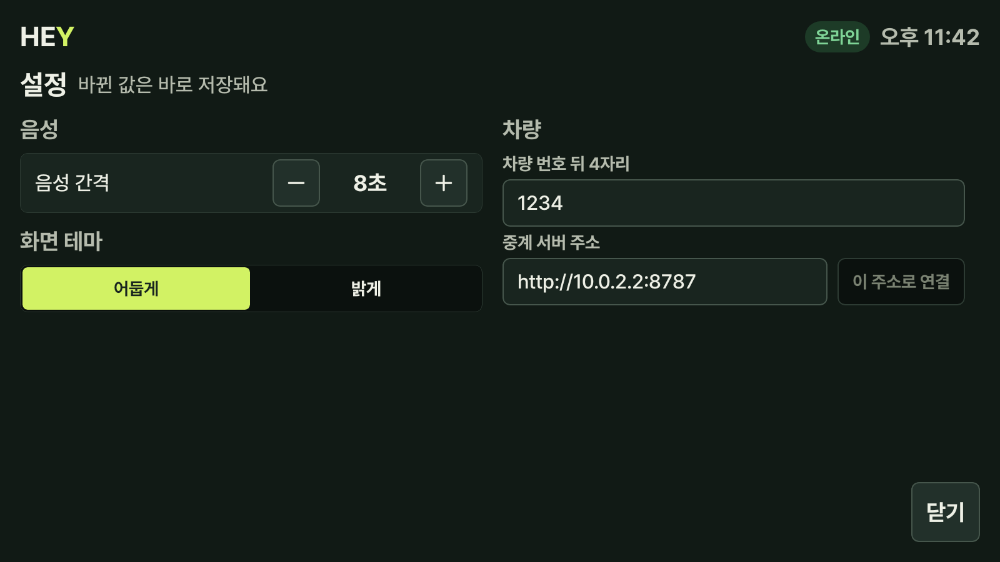 HEY
온라인 오후 11:42
설정 바뀐 값은 바로 저장돼요
음성
음성 간격 − 8초 +
화면 테마
어둡게 밝게
차량
차량 번호 뒤 4자리
1234
중계 서버 주소
http://10.0.2.2:8787 이 주소로 연결
닫기